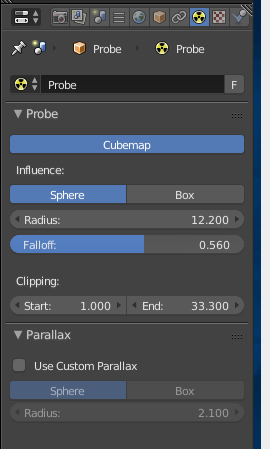 Probe Probe
Probe F
Probe
Cubemap
Influence:
Sphere Box
Radius: 12.200
Falloff: 0.560
Clipping:
Start: 1.000 End: 33.300
Parallax
Use Custom Parallax
Sphere Box
Radius: 2.100